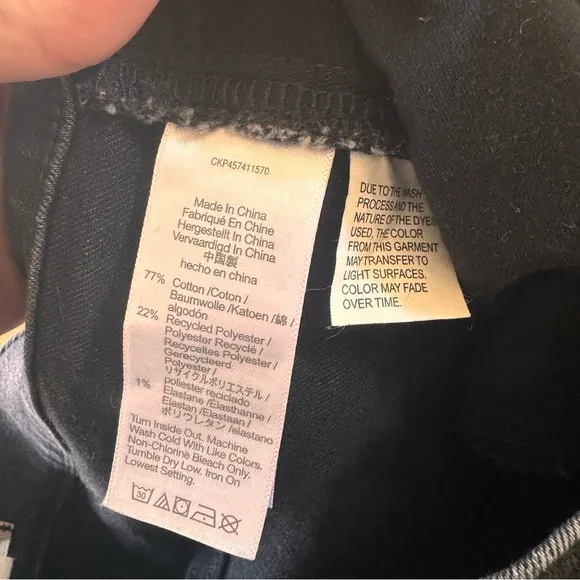 CKP457411570
Made In China
Fabriqué En Chine
Hergestellt In China
Vervaardigd In China
中国製
hecho en china
77% Cotton /Coton /
Baumwolle /Katoen /綿 /
algodón
22% Recycled Polyester /
Polyester Recyclé /
Recyceltes Polyester /
Gerecycleerd
Polyester /
リサイクルポリエステル /
poliester reciclado
1% Elastane /Élasthanne /
Elastan /Elastaan /
ポリウレタン /elastano
Turn Inside Out. Machine
Wash Cold With Like Colors.
Non-Chlorine Bleach Only.
Tumble Dry Low. Iron On
Lowest Setting.
30
DUE TO THE WASH
PROCESS AND THE
NATURE OF THE DYES
USED, THE COLOR
FROM THIS GARMENT
MAY TRANSFER TO
LIGHT SURFACES.
COLOR MAY FADE
OVER TIME.